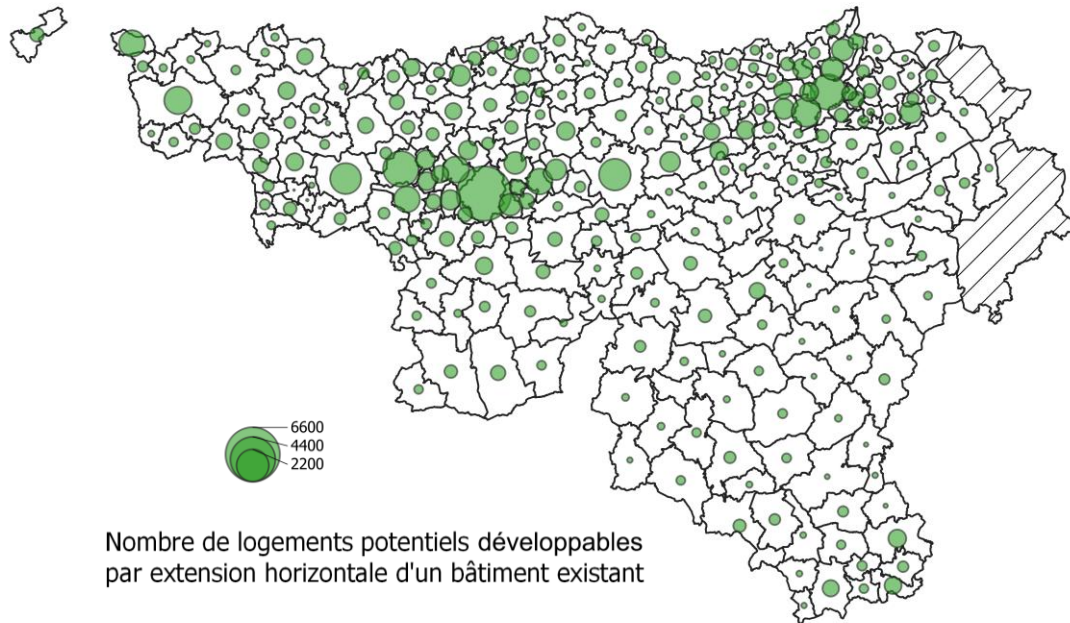 6600
4400
2200
Nombre de logements potentiels développables
par extension horizontale d'un bâtiment existant